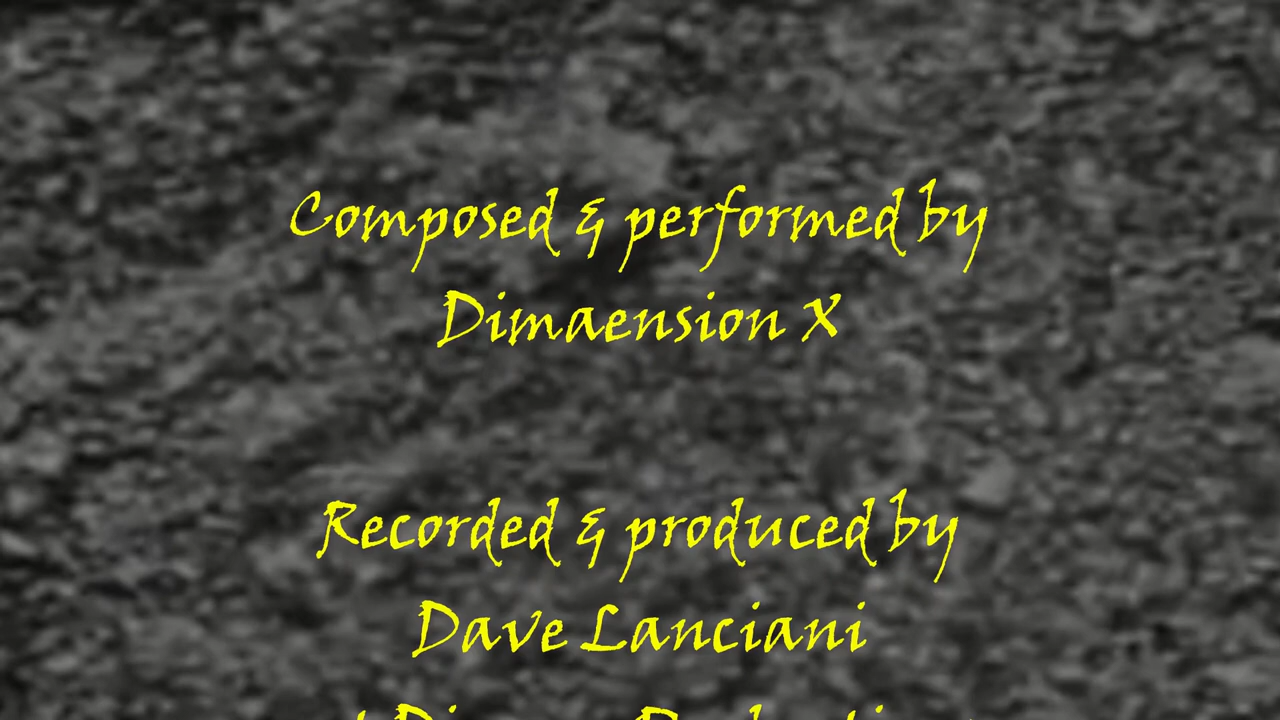 Composed & performed by
Dimaension X
Recorded & produced by
Dave Lanciani